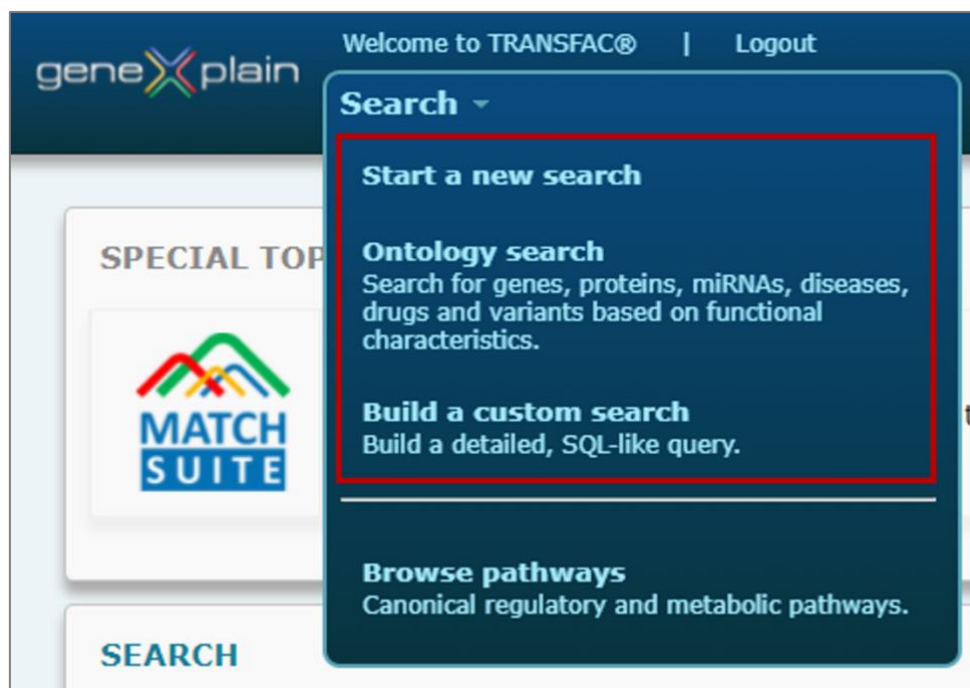 geneXplain
Welcome to TRANSFAC® | Logout
Search
Start a new search
Ontology search
Search for genes, proteins, miRNAs, diseases,
drugs and variants based on functional
characteristics.
Build a custom search
Build a detailed, SQL-like query.
Browse pathways
Canonical regulatory and metabolic pathways.
SPECIAL TOP
MATCH
SUITE
t
SEARCH